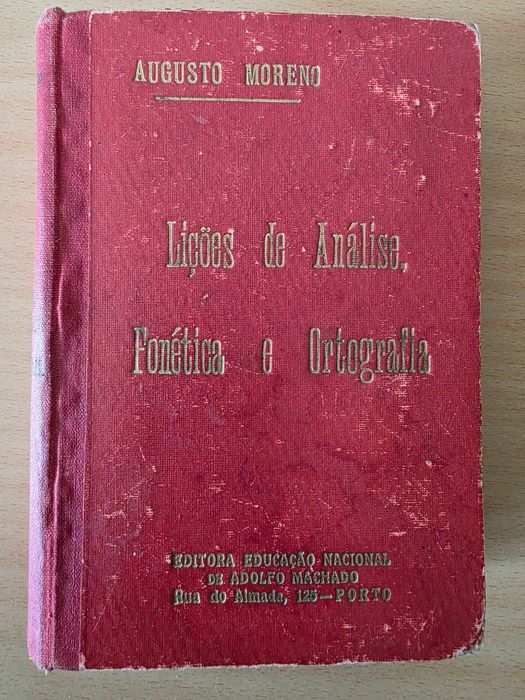 AUGUSTO MORENO
Lições de Análise,
Fonética e Ortografia
EDITORA EDUCAÇÃO NACIONAL
DE ADOLFO MACHADO
Rua do Almada, 125 — PORTO